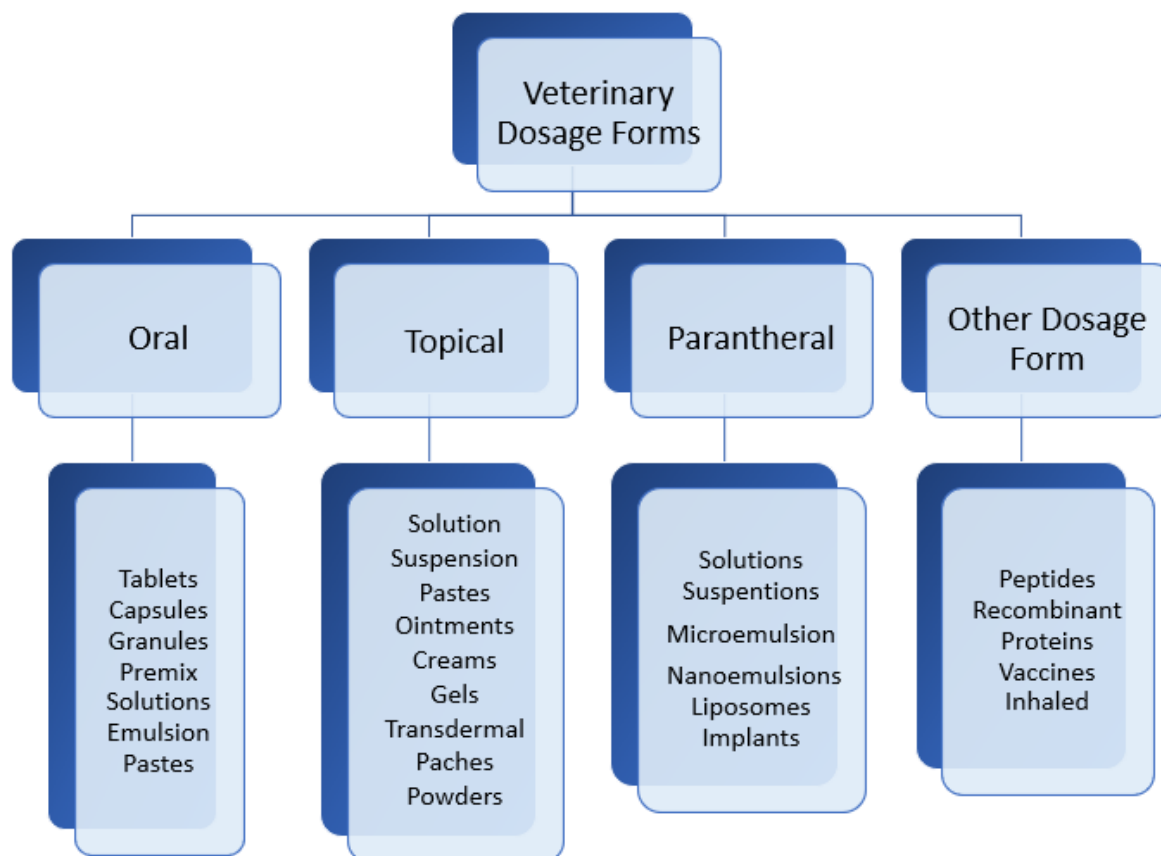 Veterinary
Dosage Forms
Oral
Topical
Parantheral
Other Dosage
Form
Tablets
Capsules
Granules
Premix
Solutions
Emulsion
Pastes
Solution
Suspension
Pastes
Ointments
Creams
Gels
Transdermal
Paches
Powders
Solutions
Suspentions
Microemulsion
Nanoemulsions
Liposomes
Implants
Peptides
Recombinant
Proteins
Vaccines
Inhaled